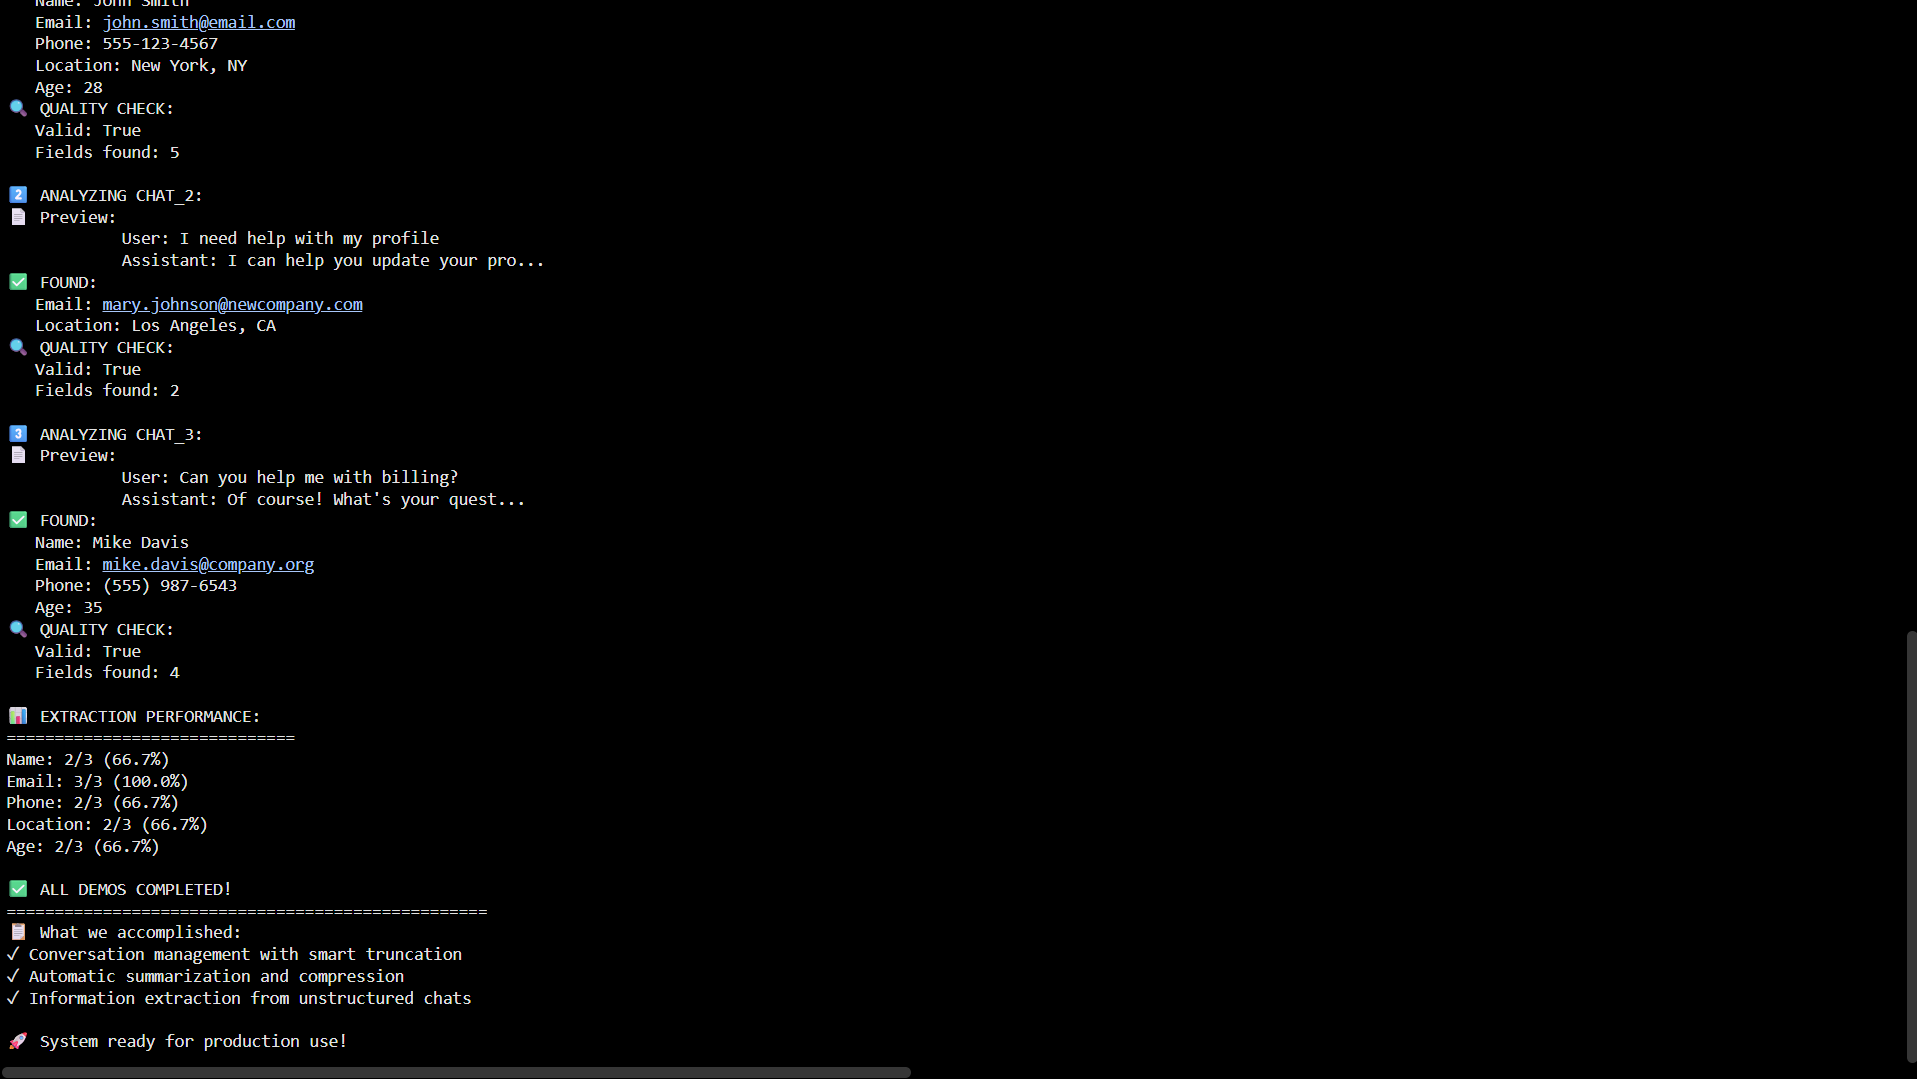 Name: John Smith
Email: john.smith@email.com
Phone: 555-123-4567
Location: New York, NY
Age: 28
🔍 QUALITY CHECK:
Valid: True
Fields found: 5
2️⃣ ANALYZING CHAT_2:
📄 Preview:
User: I need help with my profile
Assistant: I can help you update your pro...
✅ FOUND:
Email: mary.johnson@newcompany.com
Location: Los Angeles, CA
🔍 QUALITY CHECK:
Valid: True
Fields found: 2
3️⃣ ANALYZING CHAT_3:
📄 Preview:
User: Can you help me with billing?
Assistant: Of course! What's your quest...
✅ FOUND:
Name: Mike Davis
Email: mike.davis@company.org
Phone: (555) 987-6543
Age: 35
🔍 QUALITY CHECK:
Valid: True
Fields found: 4
📊 EXTRACTION PERFORMANCE:
==============================
Name: 2/3 (66.7%)
Email: 3/3 (100.0%)
Phone: 2/3 (66.7%)
Location: 2/3 (66.7%)
Age: 2/3 (66.7%)
✅ ALL DEMOS COMPLETED!
==================================================
📋 What we accomplished:
✓ Conversation management with smart truncation
✓ Automatic summarization and compression
✓ Information extraction from unstructured chats
🚀 System ready for production use!